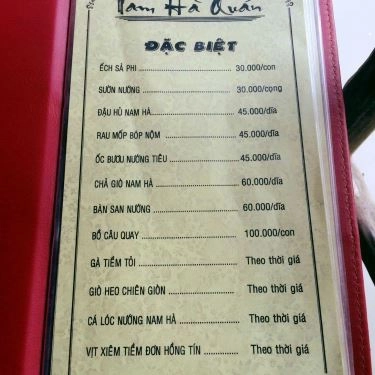 Nam Hà Quán
ĐẶC BIỆT
ẾCH SẢ PHI ........ 30.000/con
SƯỜN NƯỚNG ........ 30.000/cọng
ĐẬU HỦ NAM HÀ ........ 45.000/dĩa
RAU MỐP BÓP NỘM ........ 45.000/dĩa
ỐC BƯƠU NƯỚNG TIÊU ........ 45.000/dĩa
CHẢ GIÒ NAM HÀ ........ 60.000/dĩa
BÀN SAN NƯỚNG ........ 60.000/dĩa
BỒ CÂU QUAY ........ 100.000/con
GÀ TIỀM TỎI ........ Theo thời giá
GIÒ HEO CHIÊN GIÒN ........ Theo thời giá
CÁ LÓC NƯỚNG NAM HÀ ........ Theo thời giá
VỊT XIÊM TIỀM ĐƠN HỒNG TÍN ........ Theo thời giá